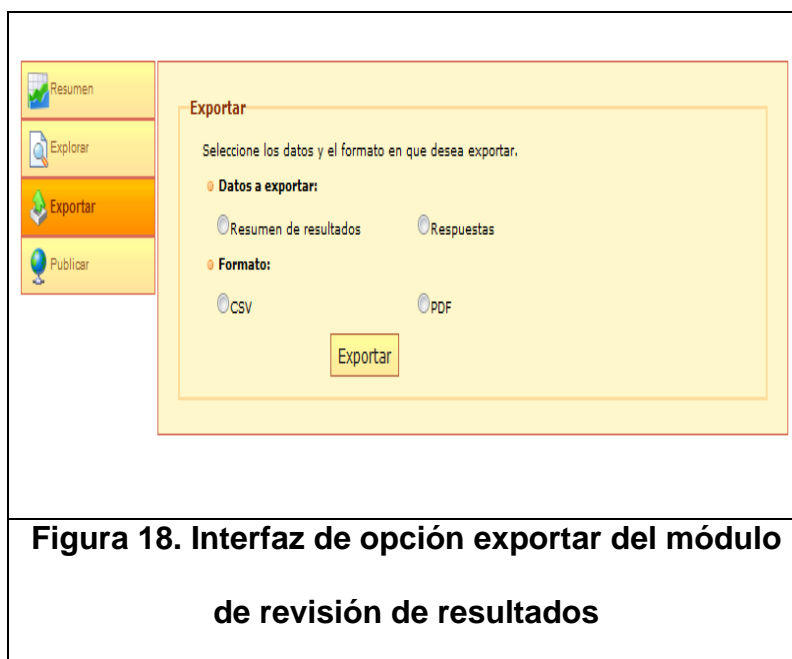 Resumen
Explorar
Exportar
Publicar
Exportar
Seleccione los datos y el formato en que desea exportar.
Datos a exportar:
Resumen de resultados
Respuestas
Formato:
CSV
PDF
Exportar
Figura 18. Interfaz de opción exportar del módulo
de revisión de resultados